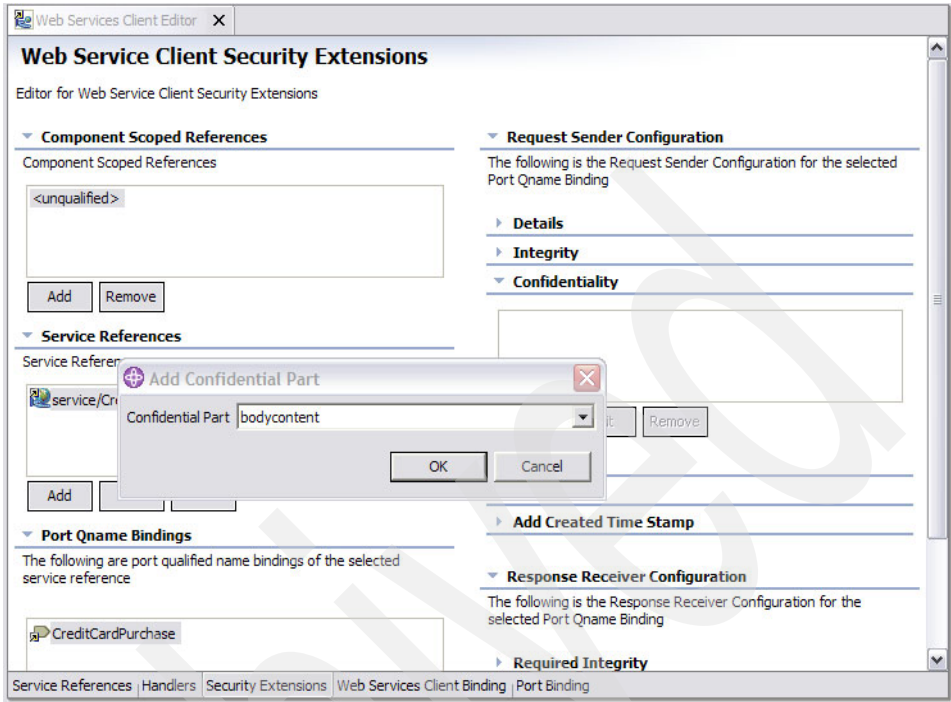 Web Services Client Editor
Web Service Client Security Extensions
Editor for Web Service Client Security Extensions
Component Scoped References
Component Scoped References
<unqualified>
Add Remove
Service References
Service Referen
service/Cr
Add
Port Qname Bindings
The following are port qualified name bindings of the selected
service reference
CreditCardPurchase
Request Sender Configuration
The following is the Request Sender Configuration for the selected
Port Qname Binding
Details
Integrity
Confidentiality
Remove
Add Created Time Stamp
Response Receiver Configuration
The following is the Response Receiver Configuration for the
selected Port Qname Binding
Required Integrity
Add Confidential Part
Confidential Part bodycontent
OK Cancel
Service References Handlers Security Extensions Web Services Client Binding Port Binding